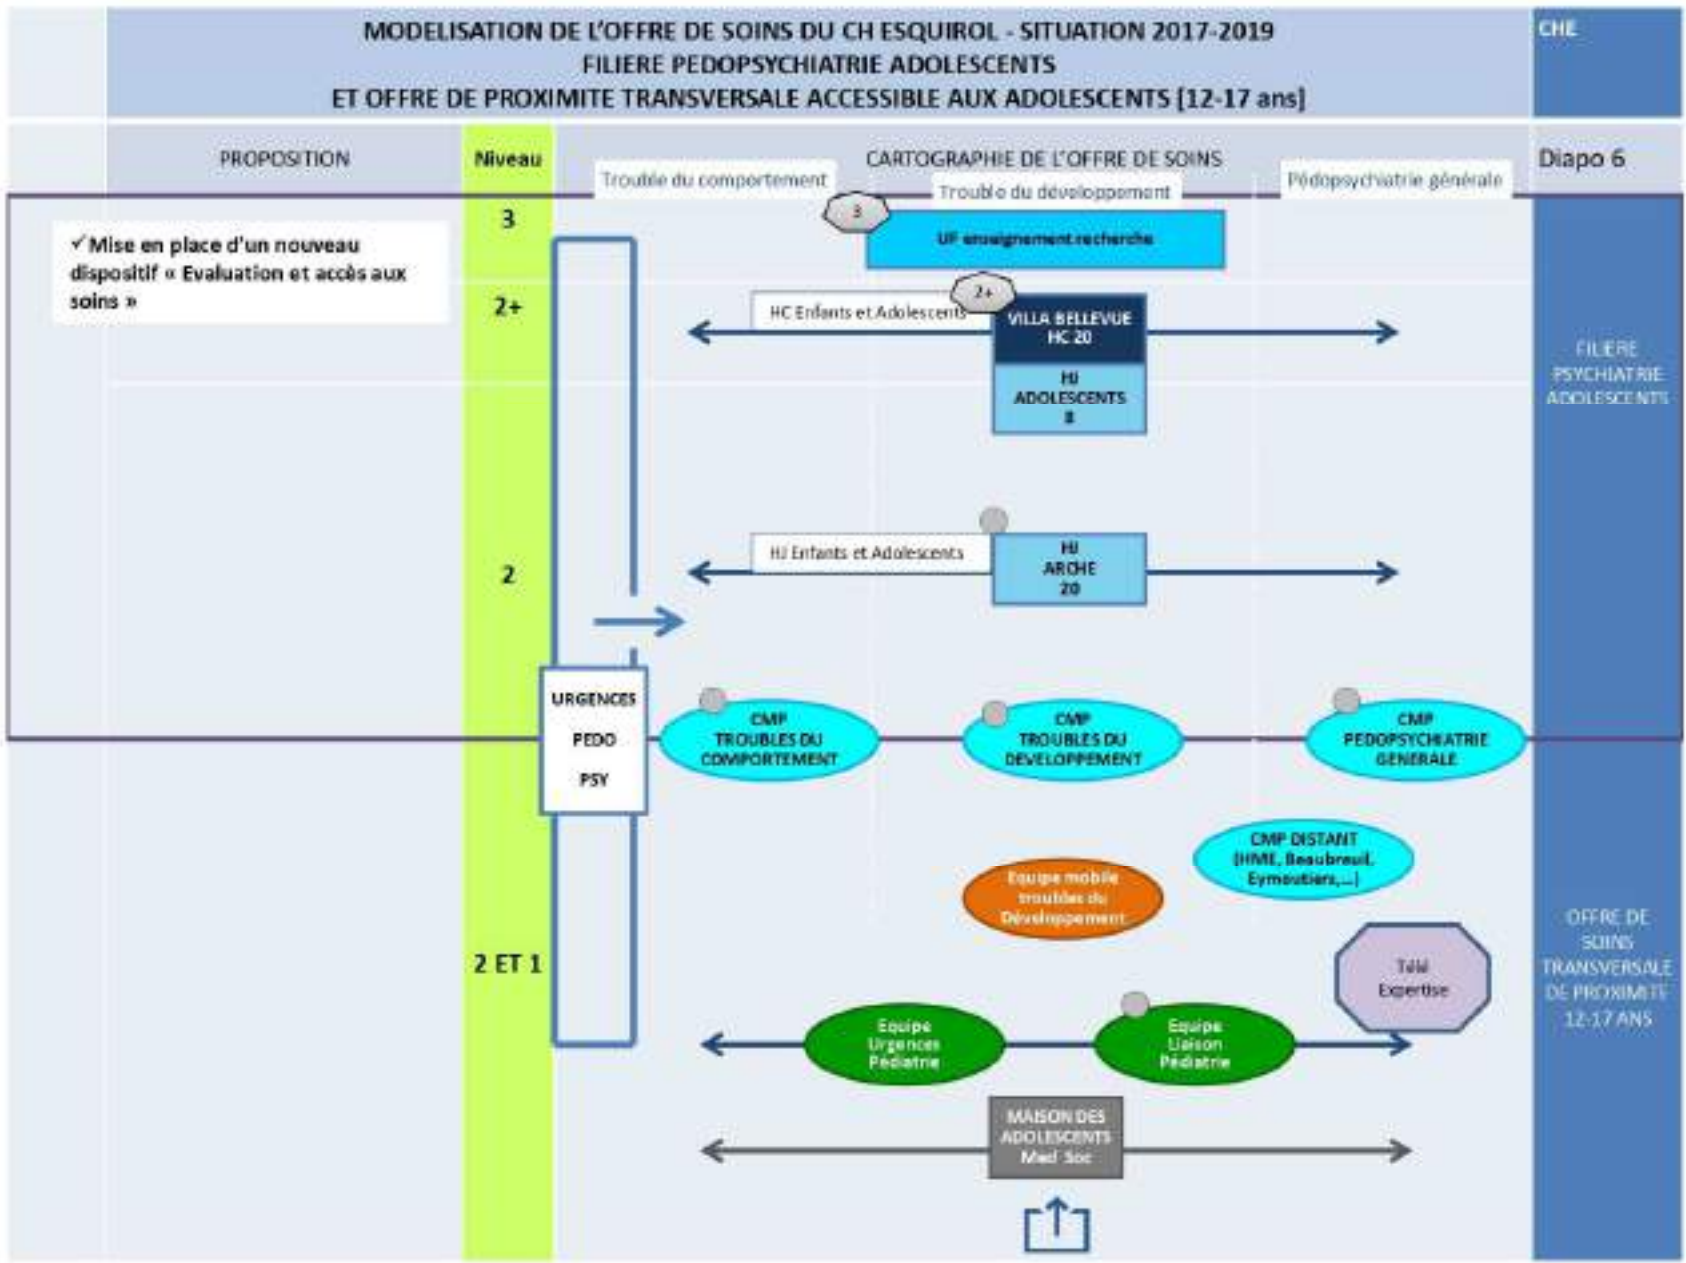 MODELISATION DE L'OFFRE DE SOINS DU CH ESQUIROL - SITUATION 2017-2019
FILIERE PEDOPSYCHIATRIE ADOLESCENTS
ET OFFRE DE PROXIMITE TRANSVERSALE ACCESSIBLE AUX ADOLESCENTS [12-17 ans]
CHE
PROPOSITION
Niveau
CARTOGRAPHIE DE L'OFFRE DE SOINS
Diapo 6
Trouble du comportement
Trouble du développement
Pédopsychiatrie générale
✓Mise en place d'un nouveau
dispositif « Evaluation et accès aux
soins »
3
3
UF enseignement recherche
2+
2+
HC Enfants et Adolescents
VILLA BELLEVUE
HC 20
HJ
ADOLESCENTS
8
FILIERE
PSYCHIATRIE
ADOLESCENTS
2
HJ Enfants et Adolescents
HJ
ARCHE
20
URGENCES
PEDO
PSY
CMP
TROUBLES DU
COMPORTEMENT
CMP
TROUBLES DU
DEVELOPPEMENT
CMP
PEDOPSYCHIATRIE
GENERALE
CMP DISTANT
(HME, Beaubreuil,
Eymoutiers,...)
Equipe mobile
troubles du
Développement
2 ET 1
Télé
Expertise
OFFRE DE
SOINS
TRANSVERSALE
DE PROXIMITE
12-17 ANS
Equipe
Urgences
Pédiatrie
Equipe
Liaison
Pédiatrie
MAISON DES
ADOLESCENTS
Med Soc